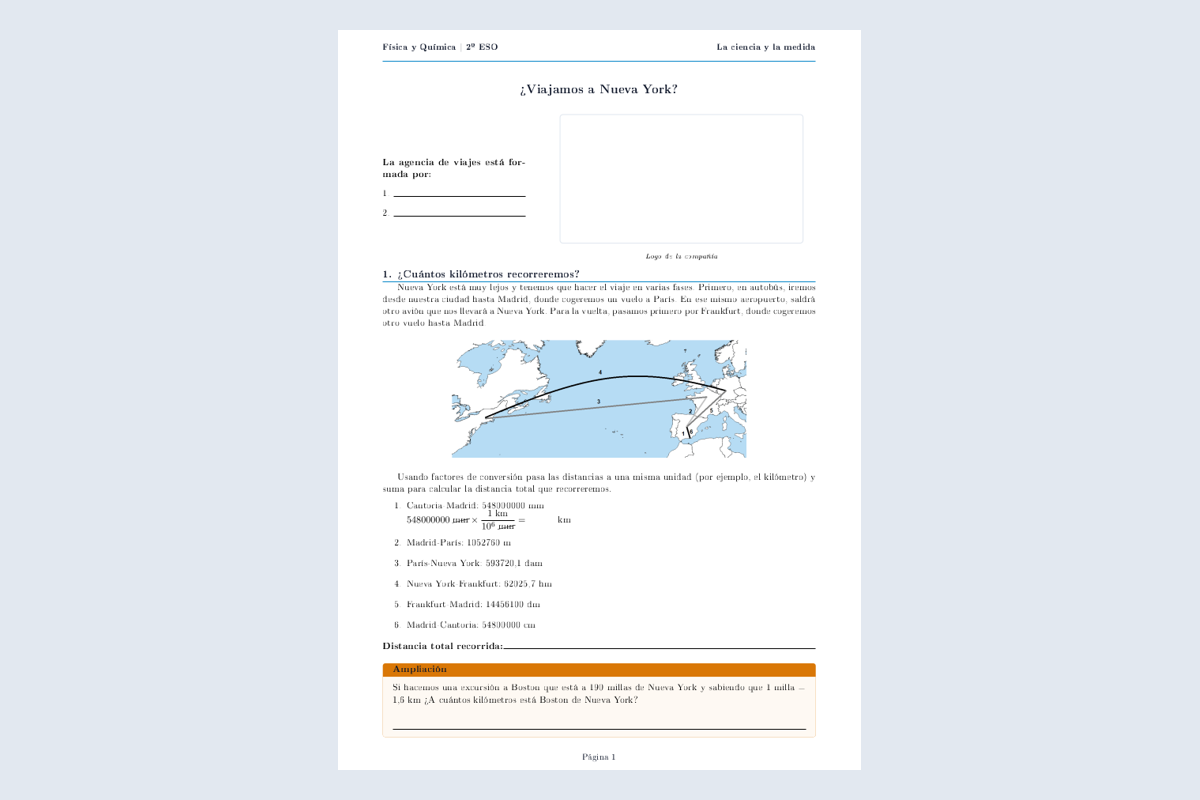 Física y Química | 2º ESO
La ciencia y la medida
¿Viajamos a Nueva York?
La agencia de viajes está for-
mada por:
1.
2.
Logo de la compañía
1. ¿Cuántos kilómetros recorreremos?
Nueva York está muy lejos y tenemos que hacer el viaje en varias fases. Primero, en autobús, iremos
desde nuestra ciudad hasta Madrid, donde cogeremos un vuelo a París. En ese mismo aeropuerto, saldrá
otro avión que nos llevará a Nueva York. Para la vuelta, pasamos primero por Frankfurt, donde cogeremos
otro vuelo hasta Madrid
7
4
3
2
5
1 6
Usando factores de conversión pasa las distancias a una misma unidad (por ejemplo, el kilómetro) y
suma para calcular la distancia total que recorreremos.
1. Cantoria-Madrid: 548000000 mm
548000000 mm × 1 km / 10⁶ mm = km
2. Madrid-París: 1052760 m
3. París-Nueva York: 593720,1 dam
4. Nueva York-Frankfurt: 62025,7 hm
5. Frankfurt-Madrid: 14456100 dm
6. Madrid-Cantoria: 54800000 cm
Distancia total recorrida:
Ampliación
Si hacemos una excursión a Boston que está a 190 millas de Nueva York y sabiendo que 1 milla =
1,6 km ¿A cuántos kilómetros está Boston de Nueva York?
Página 1